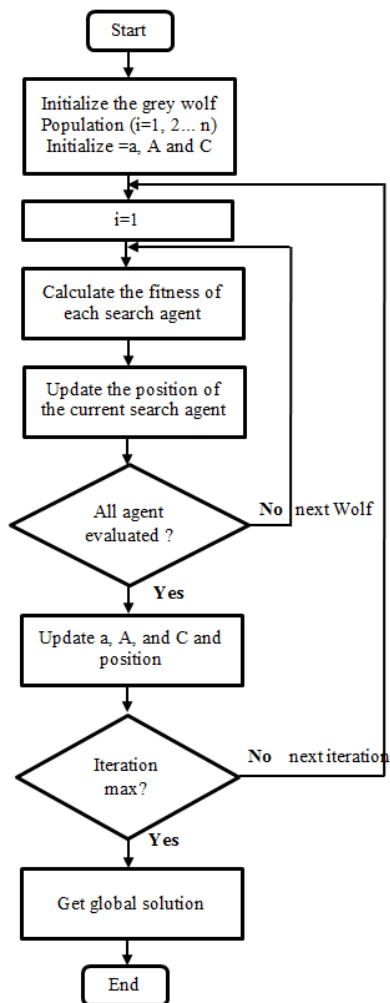 Start
Initialize the grey wolf
Population (i=1, 2... n)
Initialize =a, A and C
i=1
Calculate the fitness of
each search agent
Update the position of
the current search agent
All agent
evaluated ?
No next Wolf
Yes
Update a, A, and C and
position
Iteration
max?
No next iteration
Yes
Get global solution
End